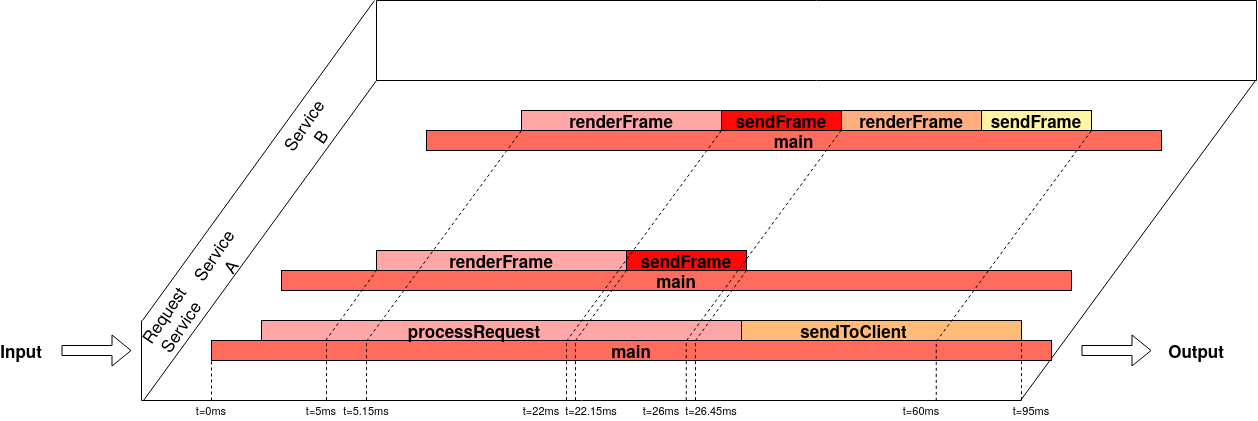 Service
B
renderFrame
sendFrame
renderFrame
sendFrame
main
Service
A
renderFrame
sendFrame
main
Request
Service
processRequest
sendToClient
Input
main
Output
t=0ms
t=5ms
t=5.15ms
t=22ms
t=22.15ms
t=26ms
t=26.45ms
t=60ms
t=95ms